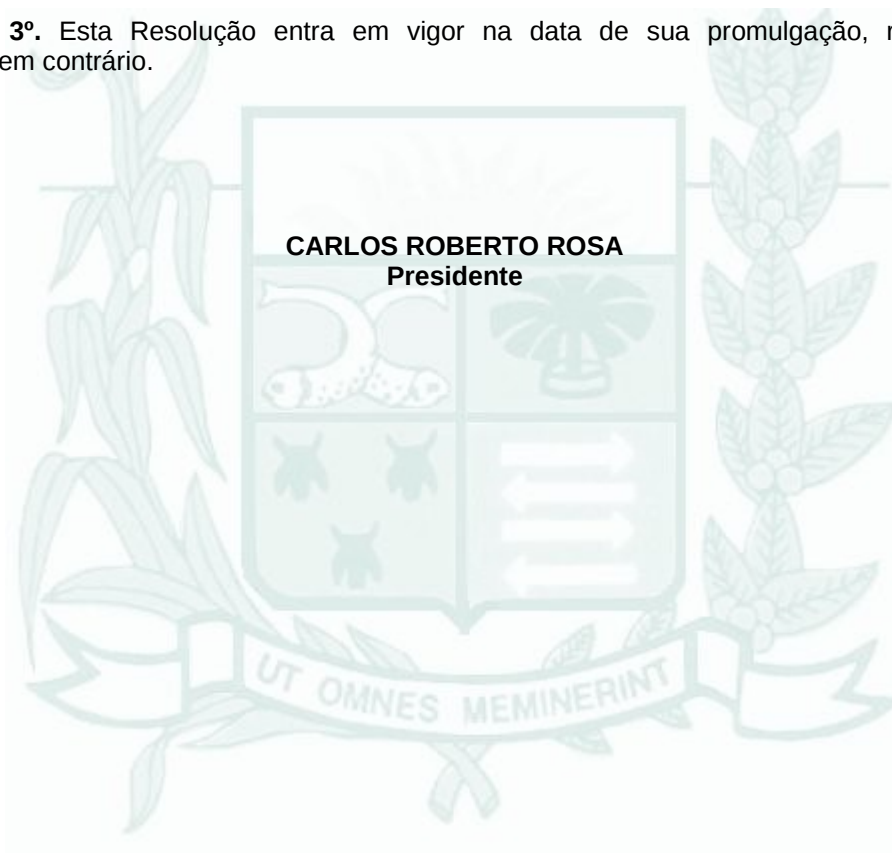 3º. Esta Resolução entra em vigor na data de sua promulgação,
em contrário.
CARLOS ROBERTO ROSA
Presidente
UT OMNES MEMINERINT